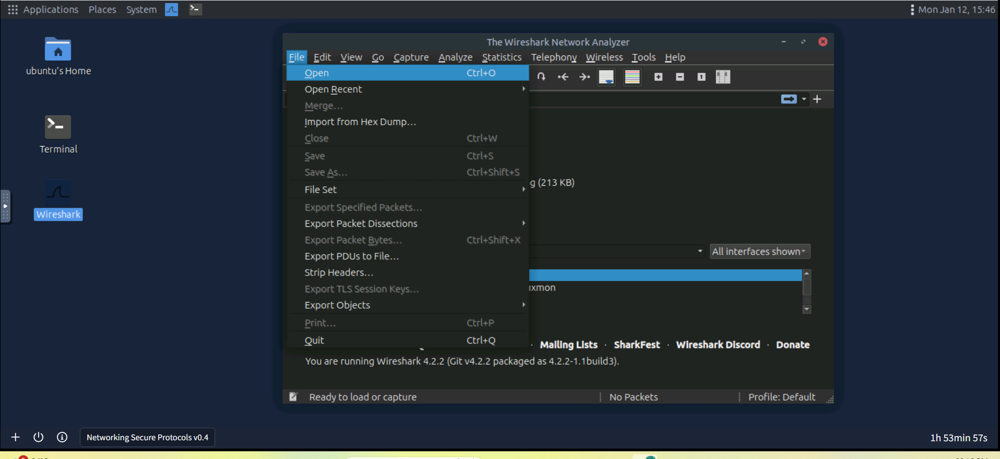 Applications Places System
Mon Jan 12, 15:46
ubuntu's Home
Terminal
Wireshark
The Wireshark Network Analyzer
File Edit View Go Capture Analyze Statistics Telephony Wireless Tools Help
Open Ctrl+O
Open Recent
Merge...
Import from Hex Dump...
Close Ctrl+W
Save Ctrl+S
Save As... Ctrl+Shift+S
File Set
g (213 KB)
Export Specified Packets...
Export Packet Dissections
Export Packet Bytes... Ctrl+Shift+X
All interfaces shown
Export PDUs to File...
Strip Headers...
Export TLS Session Keys...
xmon
Export Objects
Print... Ctrl+P
Quit Ctrl+Q
· Mailing Lists · SharkFest · Wireshark Discord · Donate
You are running Wireshark 4.2.2 (Git v4.2.2 packaged as 4.2.2-1.1build3).
Ready to load or capture
No Packets
Profile: Default
Networking Secure Protocols v0.4
1h 53min 57s